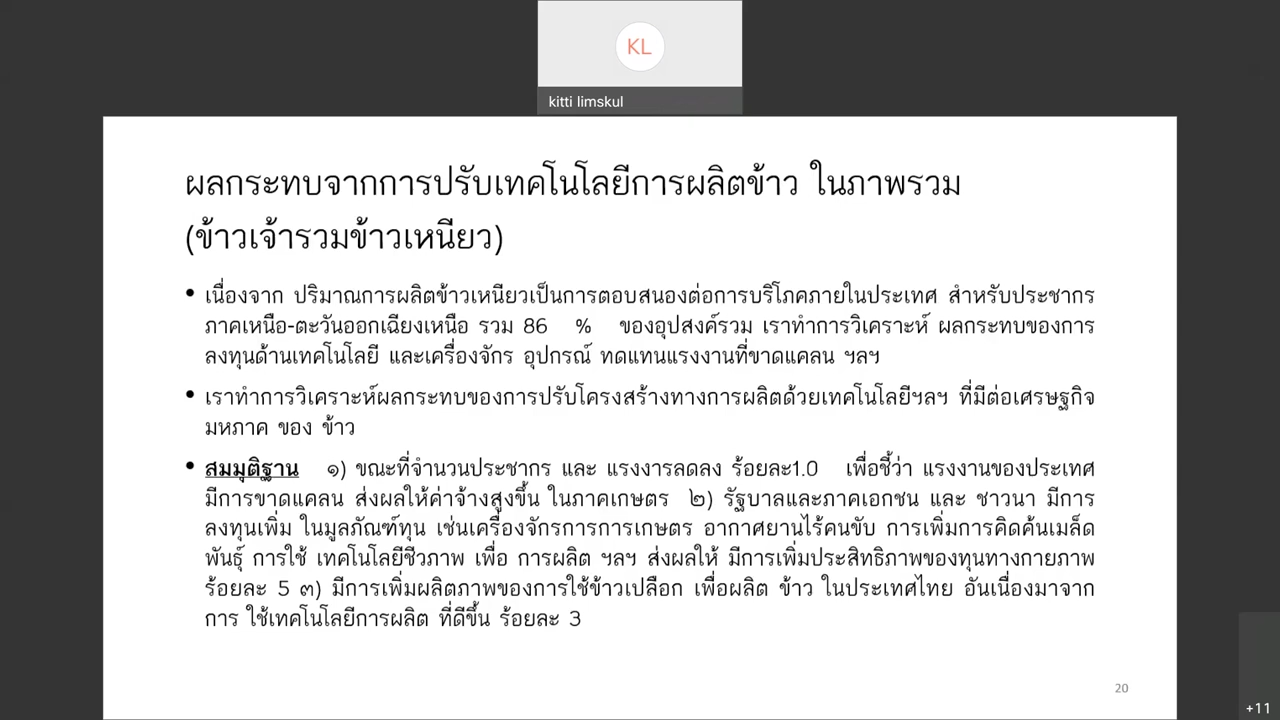 KL
kitti limskul
ผลกระทบจากการปรับเทคโนโลยีการผลิตข้าว ในภาพรวม
(ข้าวเจ้ารวมข้าวเหนียว)
• เนื่องจาก ปริมาณการผลิตข้าวเหนียวเป็นการตอบสนองต่อการบริโภคภายในประเทศ สำหรับประชากร
ภาคเหนือ-ตะวันออกเฉียงเหนือ รวม 86 % ของอุปสงค์รวม เราทำการวิเคราะห์ ผลกระทบของการ
ลงทุนด้านเทคโนโลยี และเครื่องจักร อุปกรณ์ ทดแทนแรงงานที่ขาดแคลน ฯลฯ
• เราทำการวิเคราะห์ผลกระทบของการปรับโครงสร้างทางการผลิตด้วยเทคโนโลยีฯลฯ ที่มีต่อเศรษฐกิจ
มหภาค ของ ข้าว
• สมมุติฐาน ๑) ขณะที่จำนวนประชากร และ แรงงารลดลง ร้อยละ1.0 เพื่อชี้ว่า แรงงานของประเทศ
มีการขาดแคลน ส่งผลให้ค่าจ้างสูงขึ้น ในภาคเกษตร ๒) รัฐบาลและภาคเอกชน และ ชาวนา มีการ
ลงทุนเพิ่ม ในมูลภัณฑ์ทุน เช่นเครื่องจักรการการเกษตร อากาศยานไร้คนขับ การเพิ่มการคิดค้นเมล็ด
พันธุ์ การใช้ เทคโนโลยีชีวภาพ เพื่อ การผลิต ฯลฯ ส่งผลให้ มีการเพิ่มประสิทธิภาพของทุนทางกายภาพ
ร้อยละ 5 ๓) มีการเพิ่มผลิตภาพของการใช้ข้าวเปลือก เพื่อผลิต ข้าว ในประเทศไทย อันเนื่องมาจาก
การ ใช้เทคโนโลยีการผลิต ที่ดีขึ้น ร้อยละ 3
20
+11